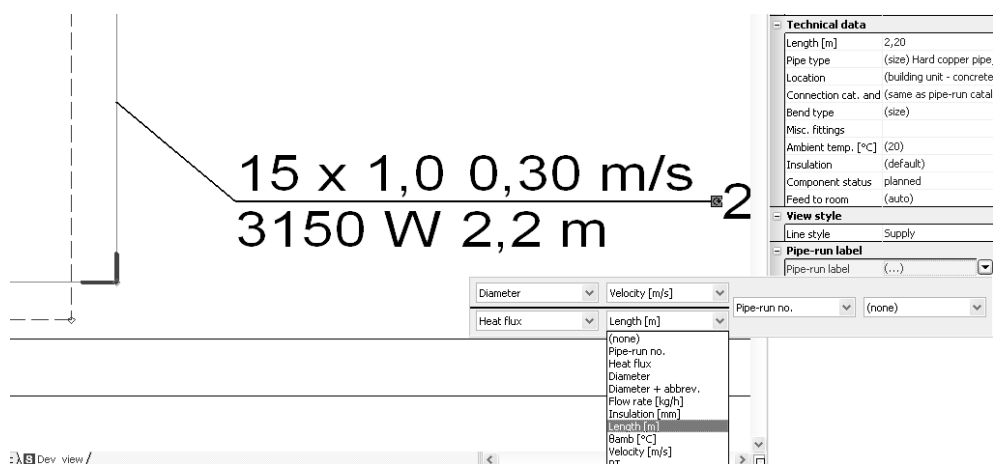 Technical data
Length [m] 2,20
Pipe type (size) Hard copper pipe
Location (building unit - concrete
Connection cat. and (same as pipe-run catal
Bend type (size)
Misc. fittings
Ambient temp. [°C] (20)
Insulation (default)
Component status planned
Feed to room (auto)
View style
Line style Supply
Pipe-run label
Pipe-run label (...)
15 x 1,0 0,30 m/s
3150 W 2,2 m
2
Diameter Velocity [m/s]
Pipe-run no. (none)
Heat flux Length [m]
(none)
Pipe-run no.
Heat flux
Diameter
Diameter + abbrev.
Flow rate [kg/h]
Insulation [mm]
Length [m]
θamb [°C]
Velocity [m/s]
S Dev view